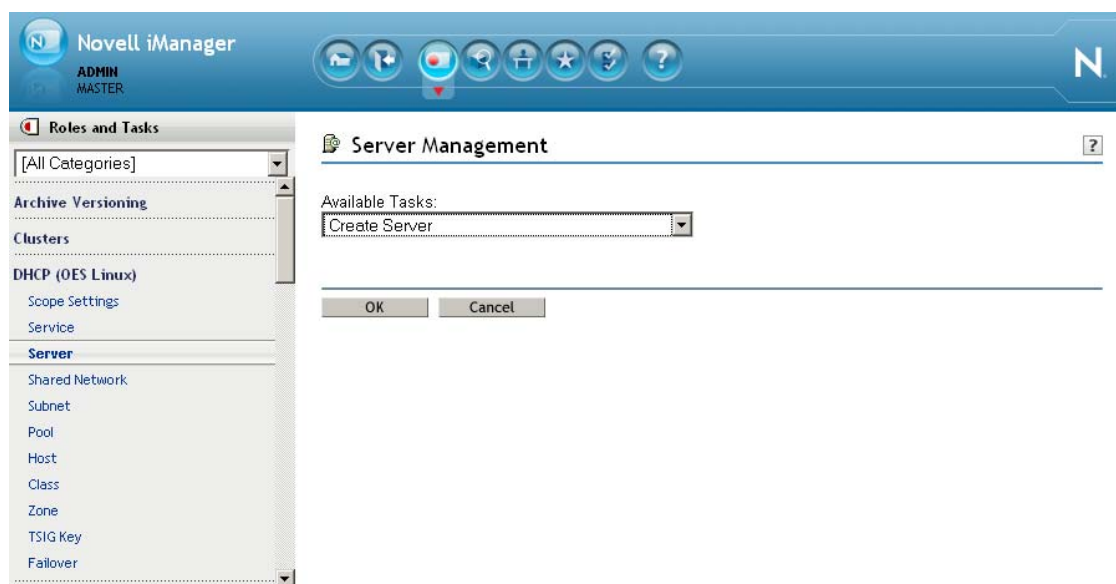 N
Novell iManager
ADMIN
MASTER
?
N
Roles and Tasks
[All Categories]
Archive Versioning
Clusters
DHCP (OES Linux)
Scope Settings
Service
Server
Shared Network
Subnet
Pool
Host
Class
Zone
TSIG Key
Failover
Server Management
?
Available Tasks:
Create Server
OK
Cancel